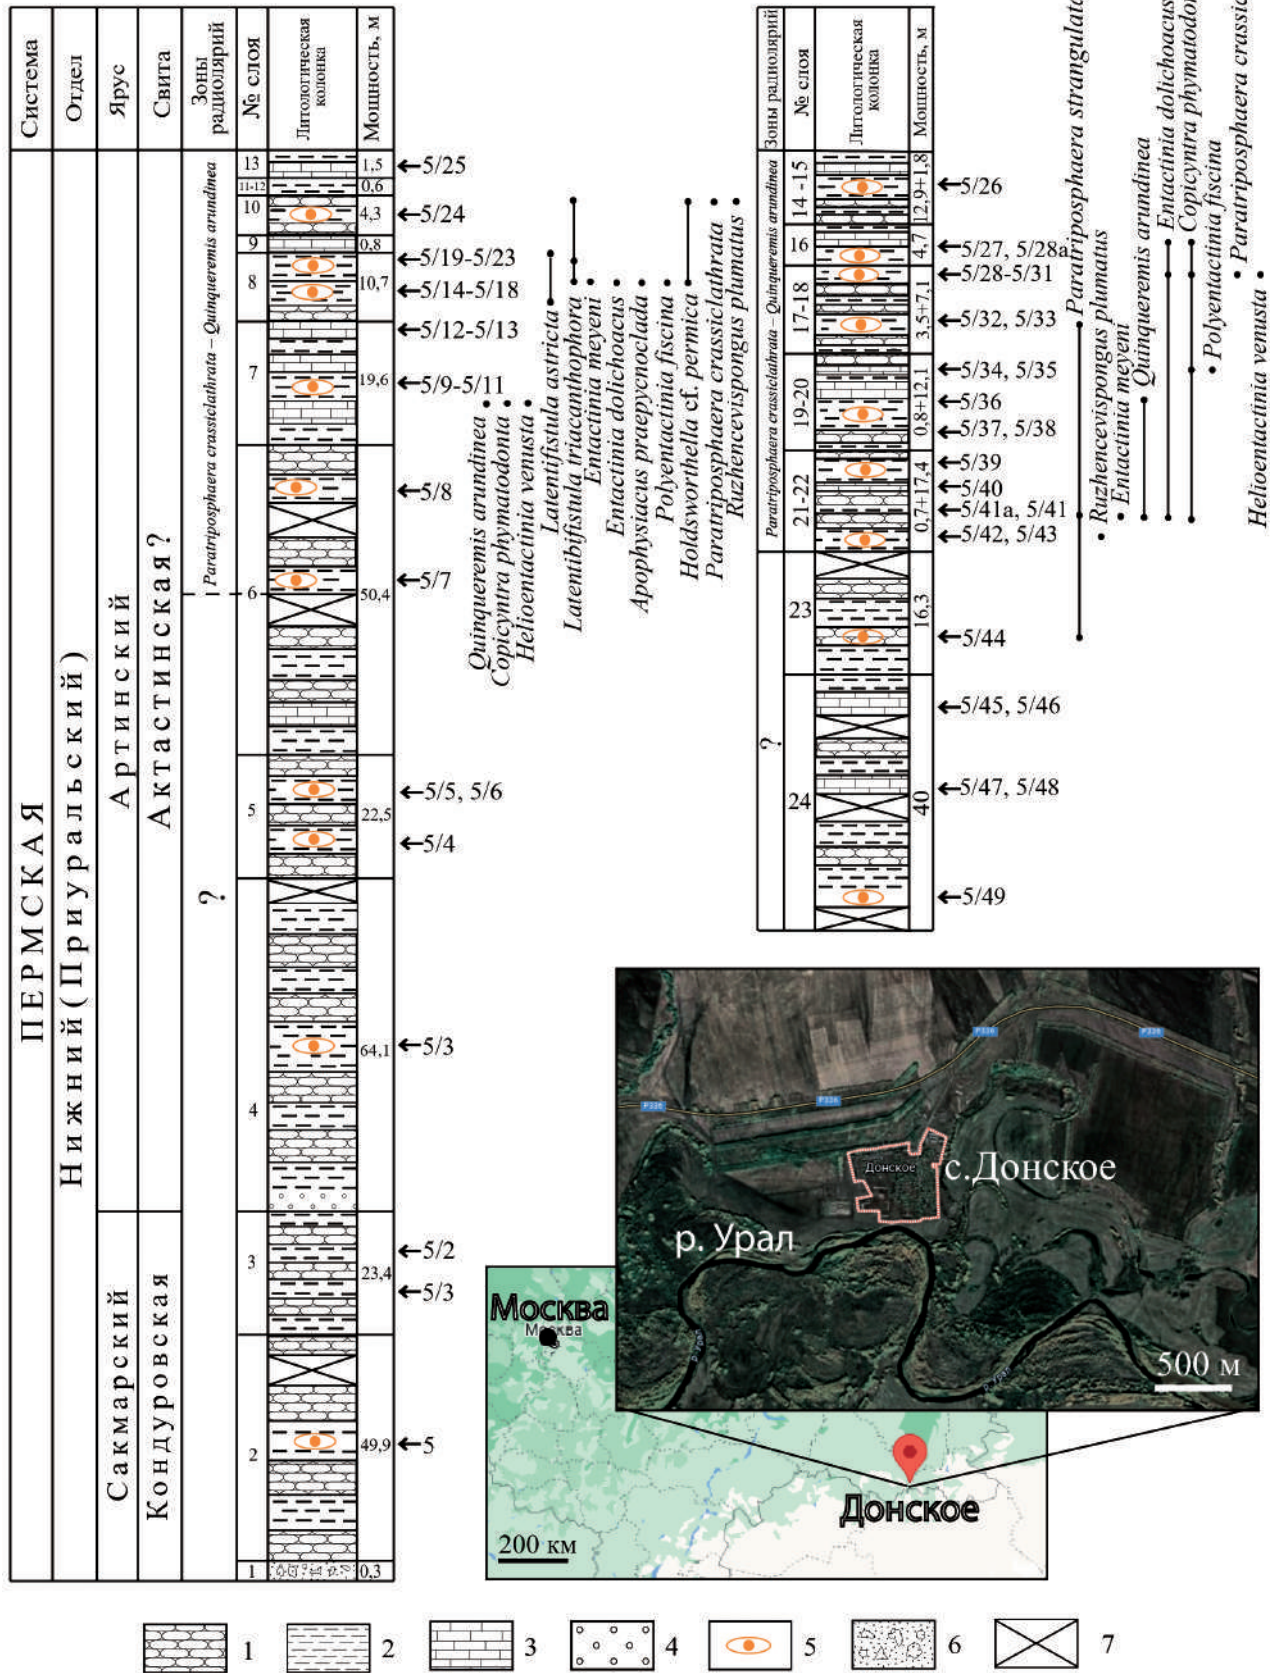 Система
Отдел
Ярус
Свита
Зоны
радиолярий
№ слоя
Литологическая
колонка
Мощность, м
ПЕРМСКАЯ
Нижний (Приуральский)
Артинский
Сакмарский
Актастинская?
Кондуровская
Paratriposphaera crassiclathrata – Quinqueremis arundinea
?
13
1,5
5/25
11-12
0,6
10
4,3
5/24
9
0,8
5/19-5/23
8
10,7
5/14-5/18
5/12-5/13
7
19,6
5/9-5/11
5/8
5/7
6
50,4
5/5, 5/6
5
22,5
5/4
5/3
64,1
4
5/2
3
23,4
5/3
49,9
5
2
1
0,3
Quinqueremis arundinea
Copicyntra phymatodonta
Helioentactinia venusta
Latentifistula astricta
Latentibifistula triacanthophora
Entactinia meyeni
Entactinia dolichoacus
Apophysiacus praepycnoclada
Polyentactinia fiscina
Holdsworthella cf. permica
Paratriposphaera crassiclathrata
Ruzhencevispongus plumatus
Зоны радиолярий
№ слоя
Литологическая
колонка
Мощность, м
Paratriposphaera crassiclathrata – Quinqueremis arundinea
?
14 -15
12,9+1,8
5/26
16
4,7
5/27, 5/28a
5/28-5/31
17-18
3,5+7,1
5/32, 5/33
5/34, 5/35
19-20
0,8+12,1
5/36
5/37, 5/38
5/39
21-22
0,7+17,4
5/40
5/41a, 5/41
5/42, 5/43
23
16,3
5/44
5/45, 5/46
24
40
5/47, 5/48
5/49
Paratriposphaera strangulata
Ruzhencevispongus plumatus
Entactinia meyeni
Quinqueremis arundinea
Entactinia dolichoacus
Copicyntra phymatodon
Polyentactinia fiscina
Paratriposphaera crassic
Helioentactinia venusta
P336
P336
P336
P336
Донское
с.Донское
р. Урал
р. Урал
р. Урал
500 м
Москва
Москва
Донское
200 км
1
2
3
4
5
6
7